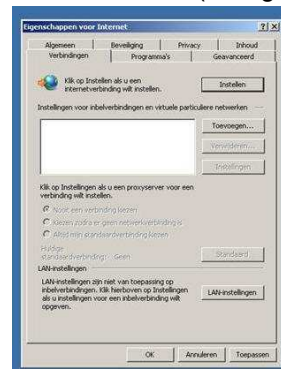 Eigenschappen voor Internet
Algemeen Beveiliging Privacy Inhoud
Verbindingen Programma's Geavanceerd
Klik op Instellen als u een
internetverbinding wilt instellen.
Instellen
Instellingen voor inbelverbindingen en virtuele particuliere netwerken
Toevoegen...
Verwijderen...
Instellingen
Klik op Instellingen als u een proxyserver voor een
verbinding wilt instellen.
Nooit een verbinding kiezen
Kiezen zodra er geen netwerkverbinding is
Altijd mijn standaardverbinding kiezen
Huidige
standaardverbinding: Geen
Standaard
LAN-instellingen
LAN-instellingen zijn niet van toepassing op
inbelverbindingen. Klik hierboven op Instellingen
als u instellingen voor een inbelverbinding wilt
opgeven.
LAN-instellingen
OK Annuleren Toepassen